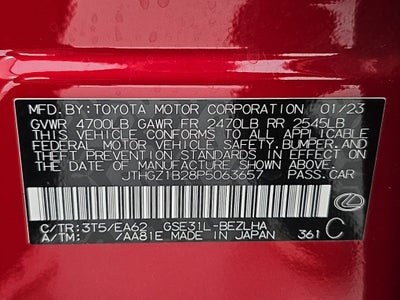 MFD. BY: TOYOTA MOTOR CORPORATION 01/23
GVWR 4700LB GAWR FR 2470LB RR 2545LB
THIS VEHICLE CONFORMS TO ALL APPLICABLE
FEDERAL MOTOR VEHICLE SAFETY, BUMPER, AND
THEFT PREVENTION STANDARDS IN EFFECT ON
THE DATE OF MANUFACTURE SHOWN ABOVE.
JTHGZ1B28P5063657 PASS.CAR
C/TR:3T5/EA62 GSE31L-BEZLHA
A/TM: /AA81E MADE IN JAPAN 361 C